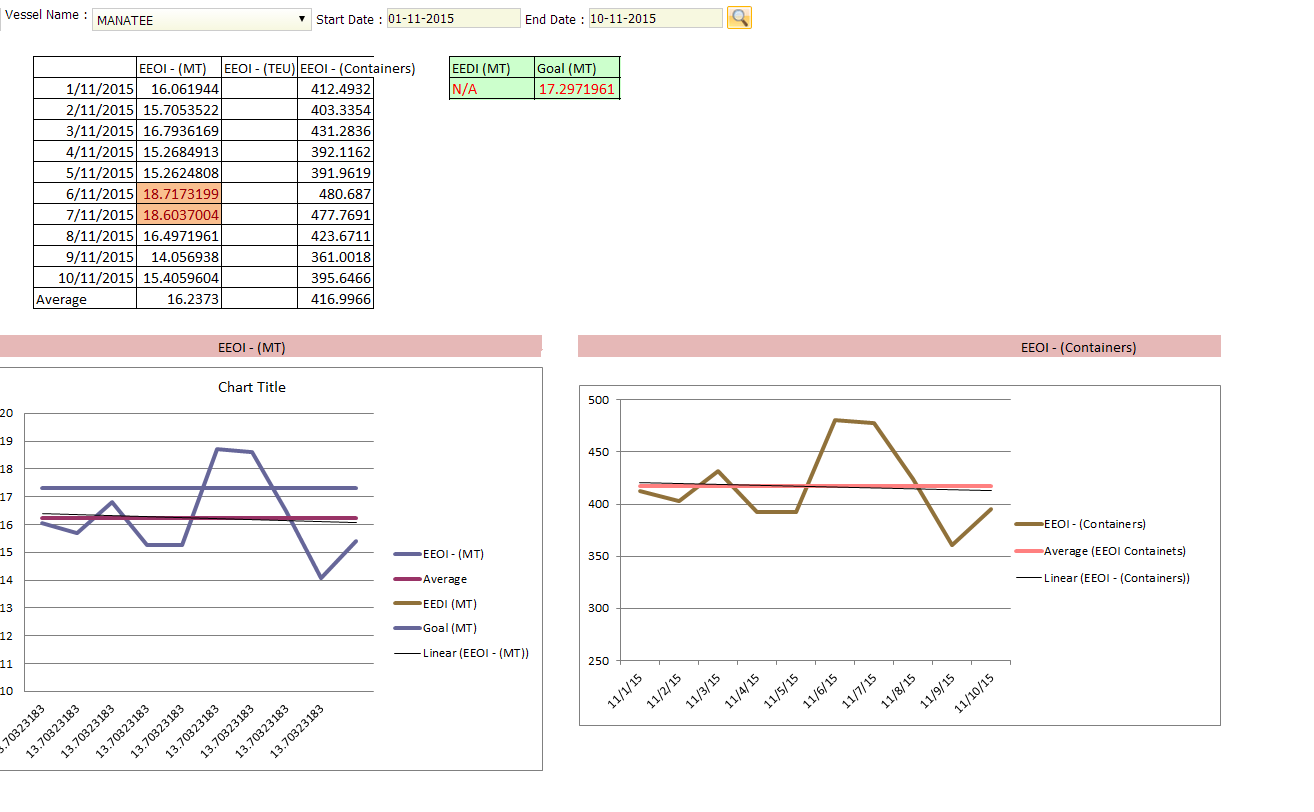 Vessel Name : MANATEE Start Date : 01-11-2015 End Date : 10-11-2015
EEOI - (MT) EEOI - (TEU) EEOI - (Containers)
1/11/2015 16.061944 412.4932
2/11/2015 15.7053522 403.3354
3/11/2015 16.7936169 431.2836
4/11/2015 15.2684913 392.1162
5/11/2015 15.2624808 391.9619
6/11/2015 18.7173199 480.687
7/11/2015 18.6037004 477.7691
8/11/2015 16.4971961 423.6711
9/11/2015 14.056938 361.0018
10/11/2015 15.4059604 395.6466
Average 16.2373 416.9966
EEDI (MT) Goal (MT)
N/A 17.2971961
EEOI - (MT)
Chart Title
20
19
18
17
16
15
14
13
12
11
10
13.70323183
13.70323183
13.70323183
13.70323183
13.70323183
13.70323183
13.70323183
13.70323183
EEOI - (MT)
Average
EEDI (MT)
Goal (MT)
Linear (EEOI - (MT))
EEOI - (Containers)
500
450
400
350
300
250
11/1/15
11/2/15
11/3/15
11/4/15
11/5/15
11/6/15
11/7/15
11/8/15
11/9/15
11/10/15
EEOI - (Containers)
Average (EEOI Containets)
Linear (EEOI - (Containers))